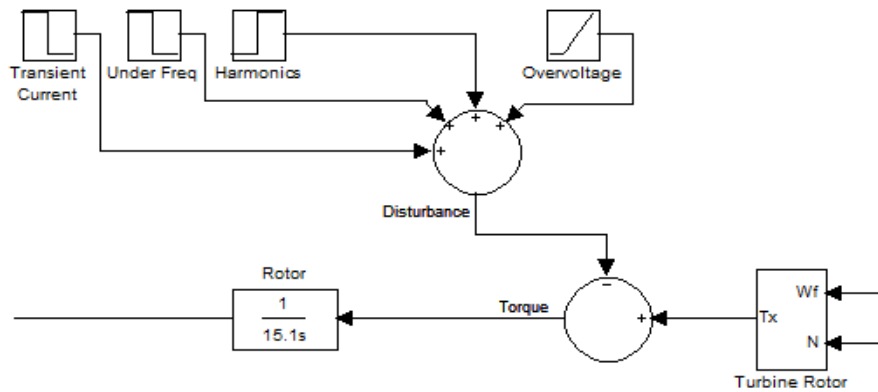 Transient
Current
Under Freq
Harmonics
Overvoltage
+
+
+
+
Disturbance
Rotor
1
15.1s
Torque
−
+
Tx
Wf
N
Turbine Rotor